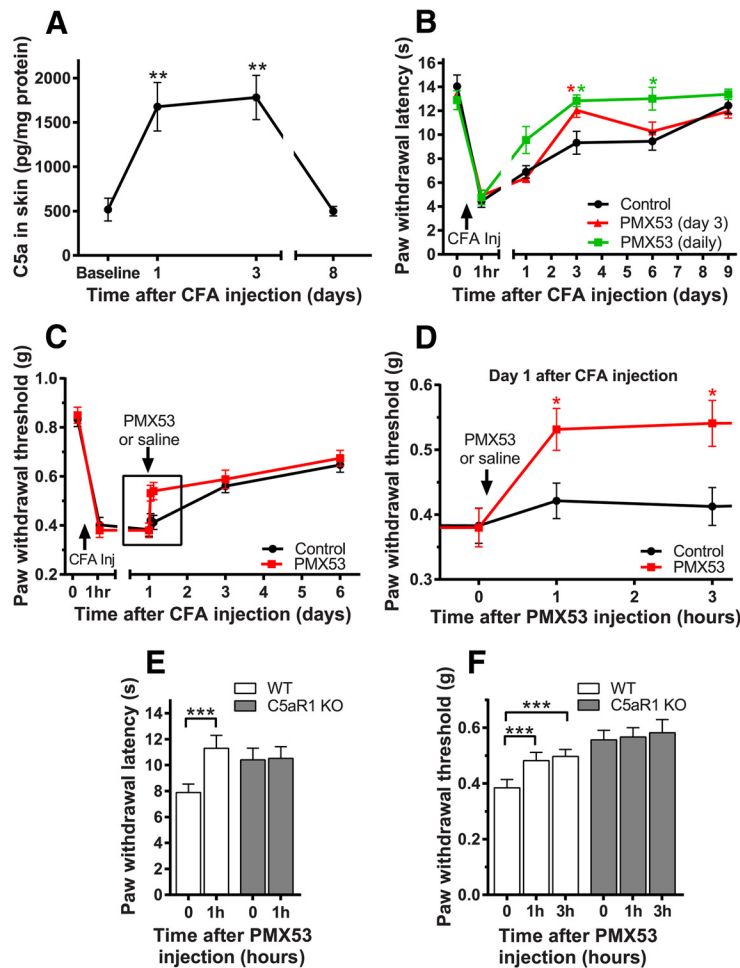 A
C5a in skin (pg/mg protein)
2000
1500
1000
500
0
** **
Baseline 1 3 8
Time after CFA injection (days)
B
Paw withdrawal latency (s)
16
14
12
10
8
6
4
2
0
** *
CFA Inj
Control
PMX53 (day 3)
PMX53 (daily)
0 1hr 1 2 3 4 5 6 7 8 9
Time after CFA injection (days)
C
Paw withdrawal threshold (g)
1.0
0.8
0.6
0.4
0.2
PMX53
or saline
CFA Inj
Control
PMX53
0 1hr 1 2 3 4 5 6
Time after CFA injection (days)
D
Paw withdrawal threshold (g)
Day 1 after CFA injection
0.6
0.5
0.4
0.3
* *
PMX53
or saline
Control
PMX53
0 1 2 3
Time after PMX53 injection (hours)
E
Paw withdrawal latency (s)
WT
C5aR1 KO
14
12
10
8
6
4
2
0
***
0 1h 0 1h
Time after PMX53
injection (hours)
F
Paw withdrawal threshold (g)
WT
C5aR1 KO
0.6
0.4
0.2
0.0
***
***
0 1h 3h 0 1h 3h
Time after PMX53
injection (hours)